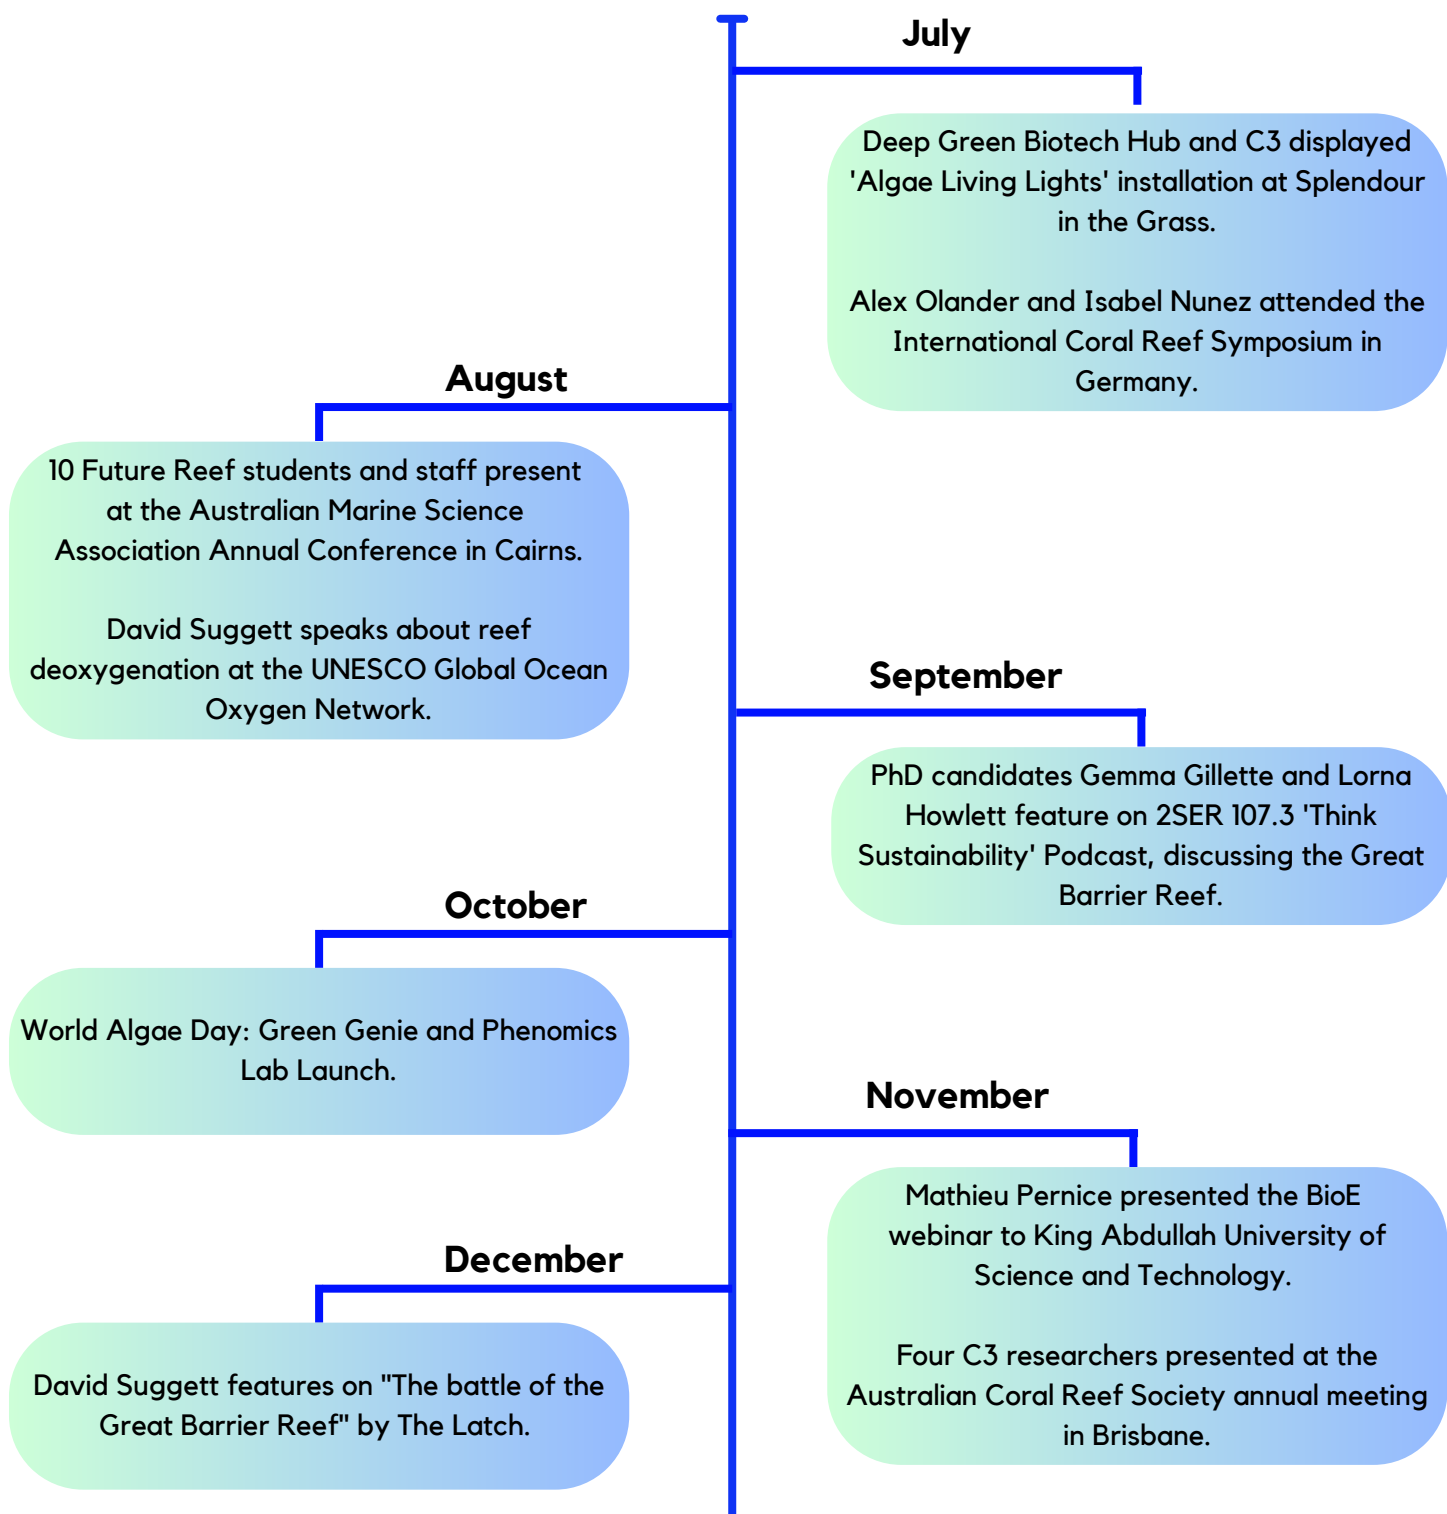 July
Deep Green Biotech Hub and C3 displayed
'Algae Living Lights' installation at Splendour
in the Grass.
Alex Olander and Isabel Nunez attended the
International Coral Reef Symposium in
Germany.
August
10 Future Reef students and staff present
at the Australian Marine Science
Association Annual Conference in Cairns.
David Suggett speaks about reef
deoxygenation at the UNESCO Global Ocean
Oxygen Network.
September
PhD candidates Gemma Gillette and Lorna
Howlett feature on 2SER 107.3 'Think
Sustainability' Podcast, discussing the Great
Barrier Reef.
October
World Algae Day: Green Genie and Phenomics
Lab Launch.
November
Mathieu Pernice presented the BioE
webinar to King Abdullah University of
Science and Technology.
Four C3 researchers presented at the
Australian Coral Reef Society annual meeting
in Brisbane.
December
David Suggett features on "The battle of the
Great Barrier Reef" by The Latch.